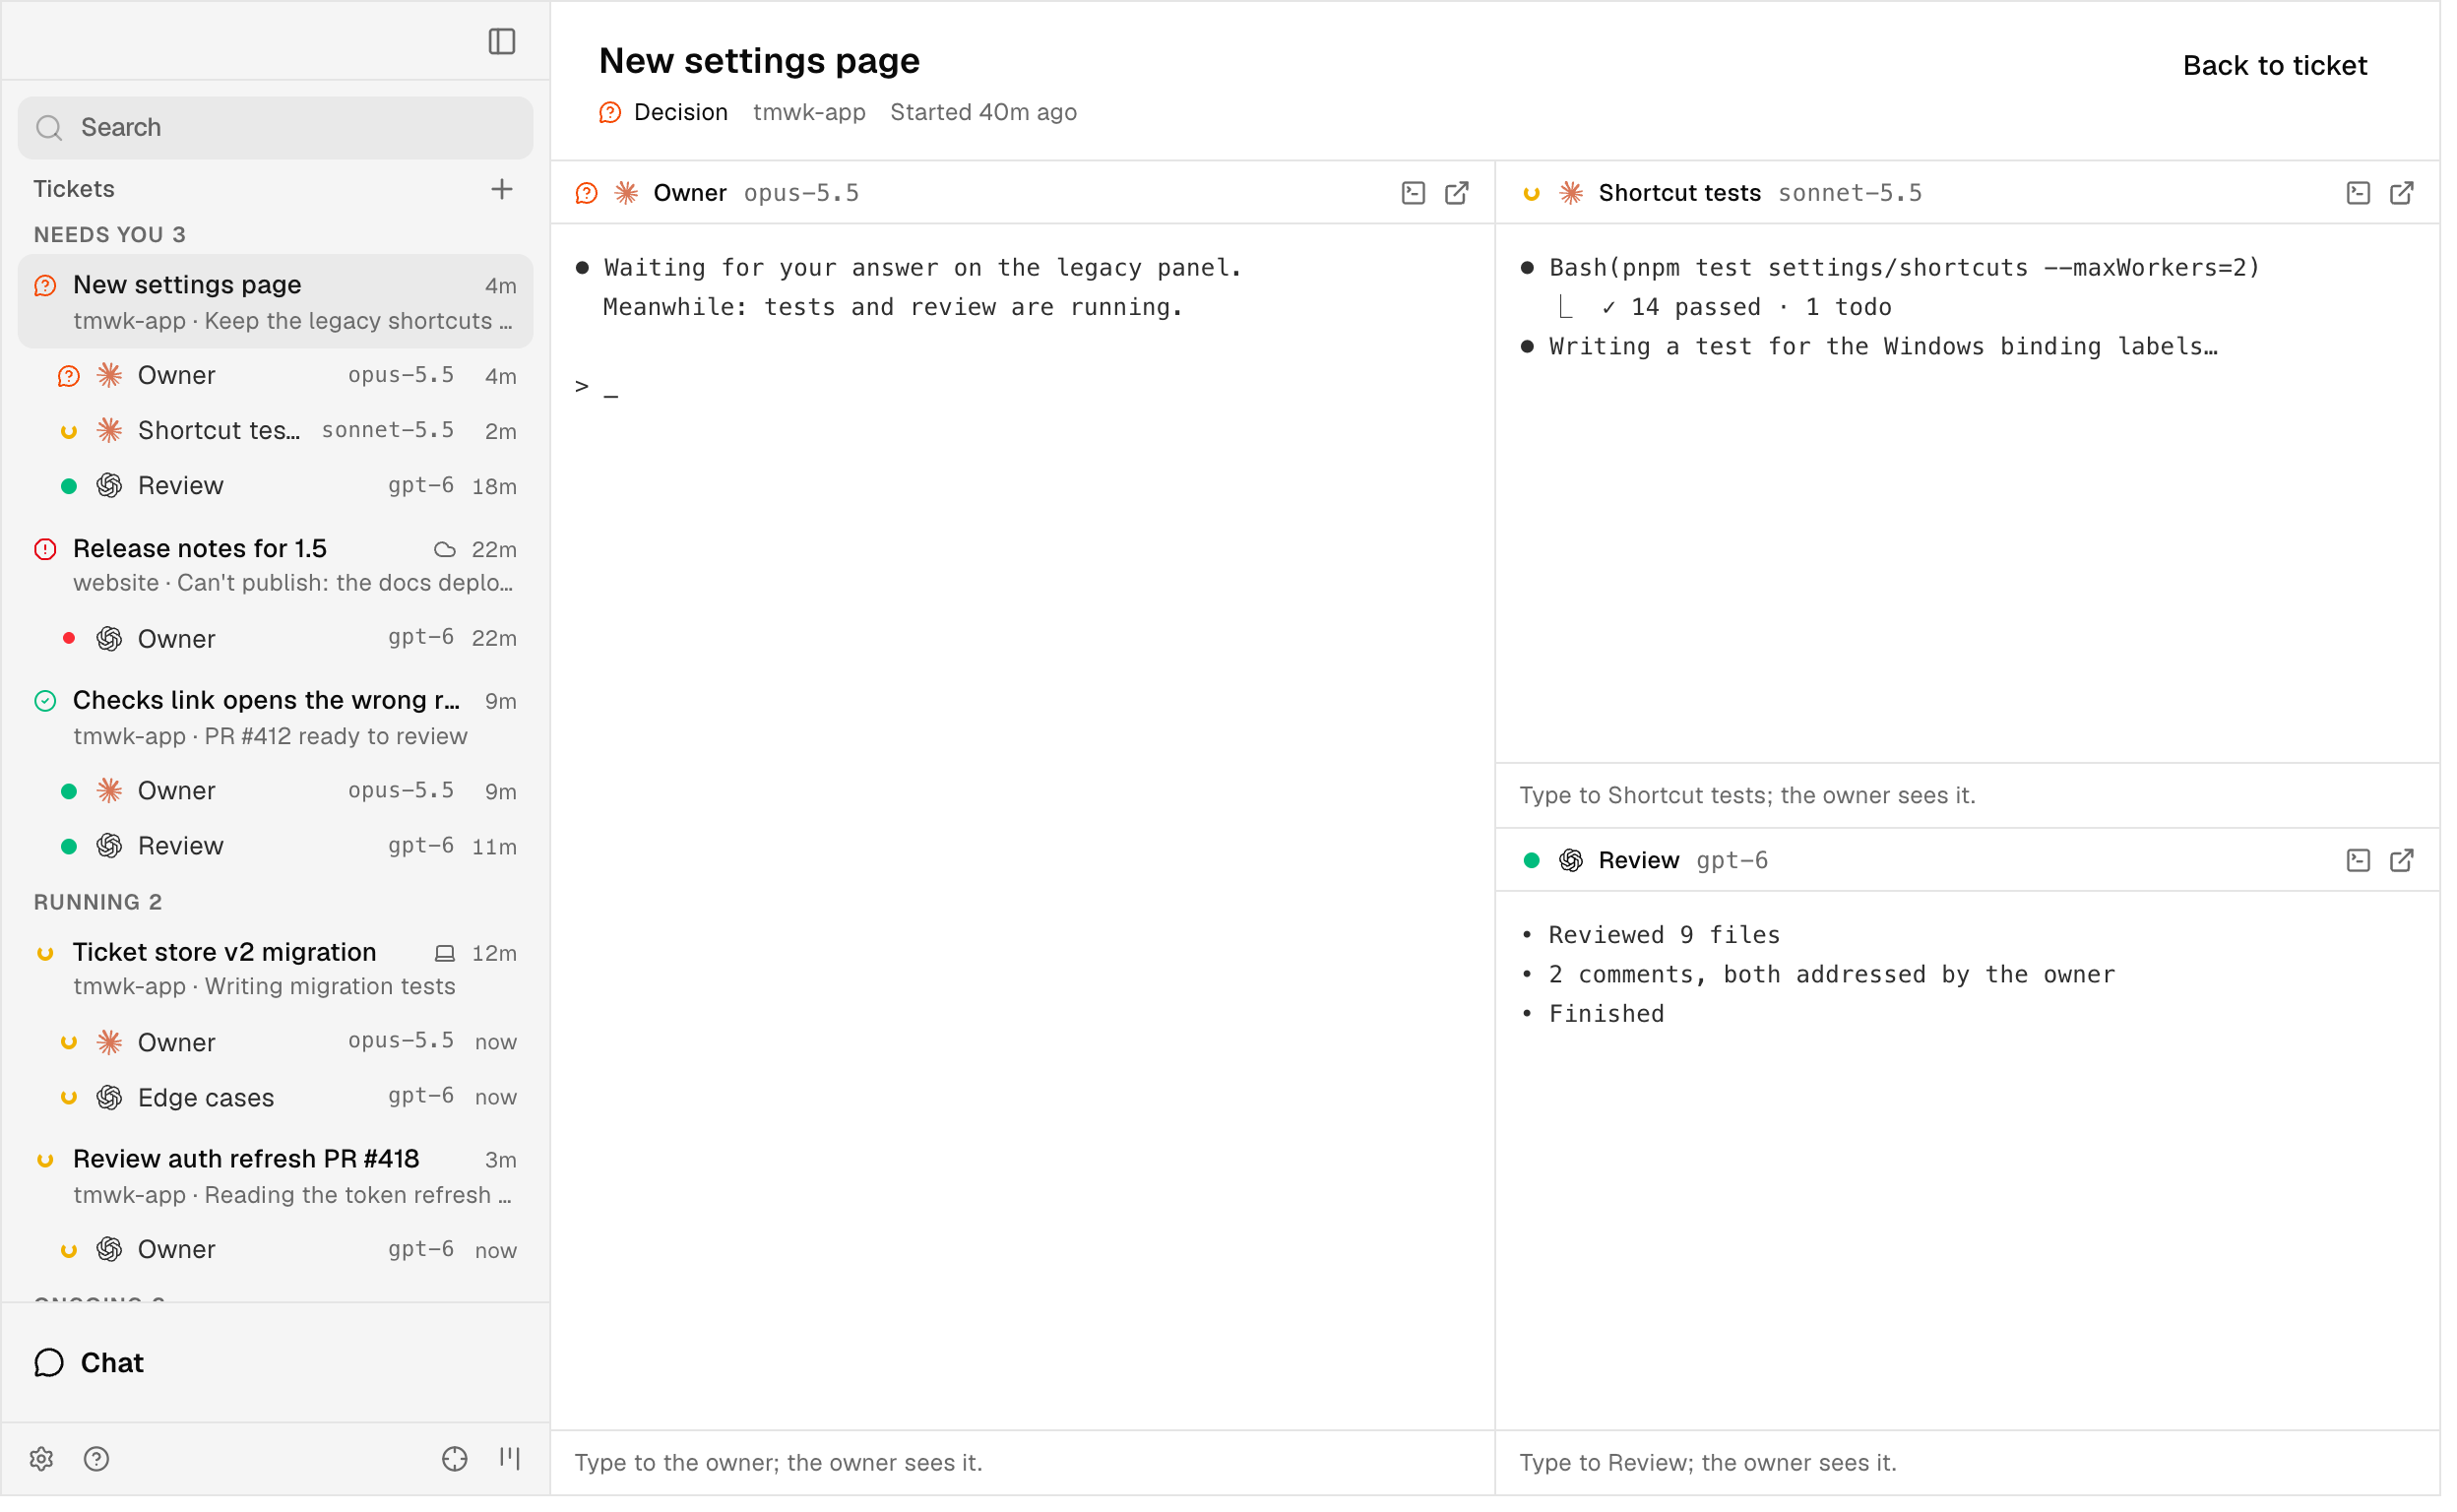 Search
Tickets
NEEDS YOU 3
New settings page 4m
tmwk-app · Keep the legacy shortcuts …
Owner opus-5.5 4m
Shortcut tes… sonnet-5.5 2m
Review gpt-6 18m
Release notes for 1.5 22m
website · Can't publish: the docs deplo…
Owner gpt-6 22m
Checks link opens the wrong r… 9m
tmwk-app · PR #412 ready to review
Owner opus-5.5 9m
Review gpt-6 11m
RUNNING 2
Ticket store v2 migration 12m
tmwk-app · Writing migration tests
Owner opus-5.5 now
Edge cases gpt-6 now
Review auth refresh PR #418 3m
tmwk-app · Reading the token refresh …
Owner gpt-6 now
Chat
New settings page
Back to ticket
Decision tmwk-app Started 40m ago
Owner opus-5.5
● Waiting for your answer on the legacy panel.
Meanwhile: tests and review are running.
> _
Type to the owner; the owner sees it.
Shortcut tests sonnet-5.5
● Bash(pnpm test settings/shortcuts --maxWorkers=2)
⎿ ✓ 14 passed · 1 todo
● Writing a test for the Windows binding labels…
Type to Shortcut tests; the owner sees it.
Review gpt-6
• Reviewed 9 files
• 2 comments, both addressed by the owner
• Finished
Type to Review; the owner sees it.